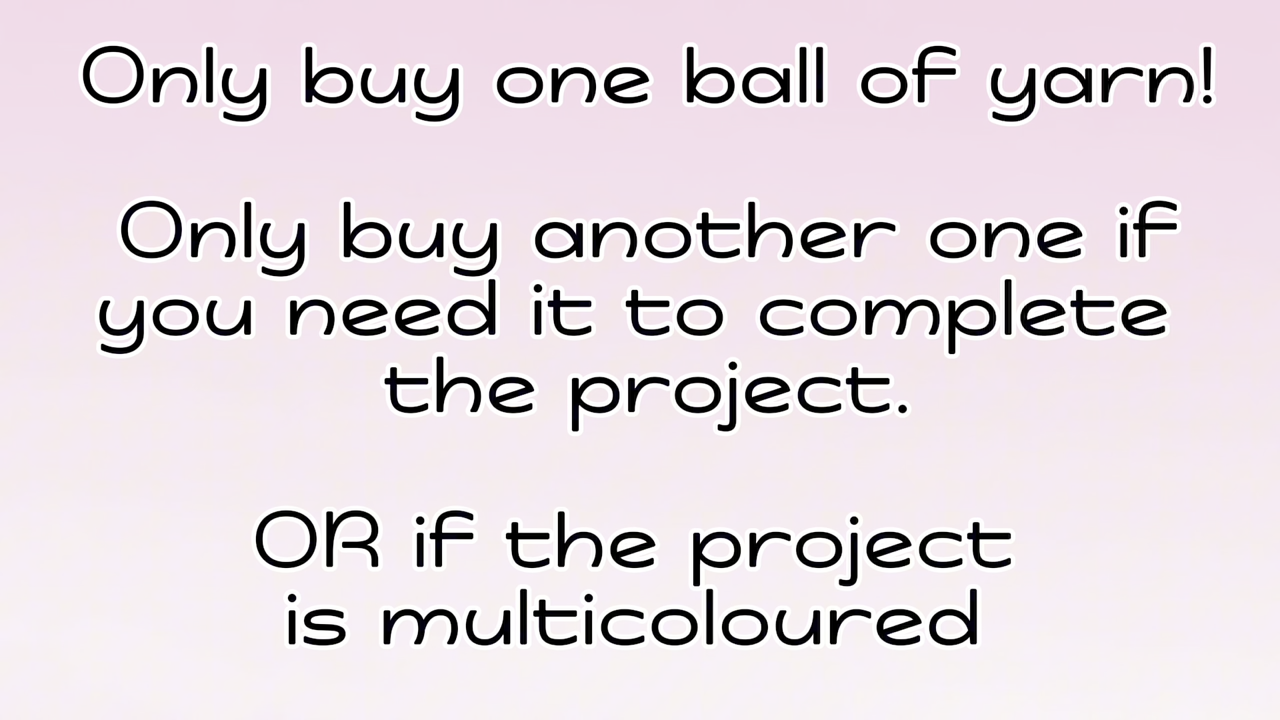 Only buy one ball of yarn!
Only buy another one if
you need it to complete
the project.
OR if the project
is multicoloured